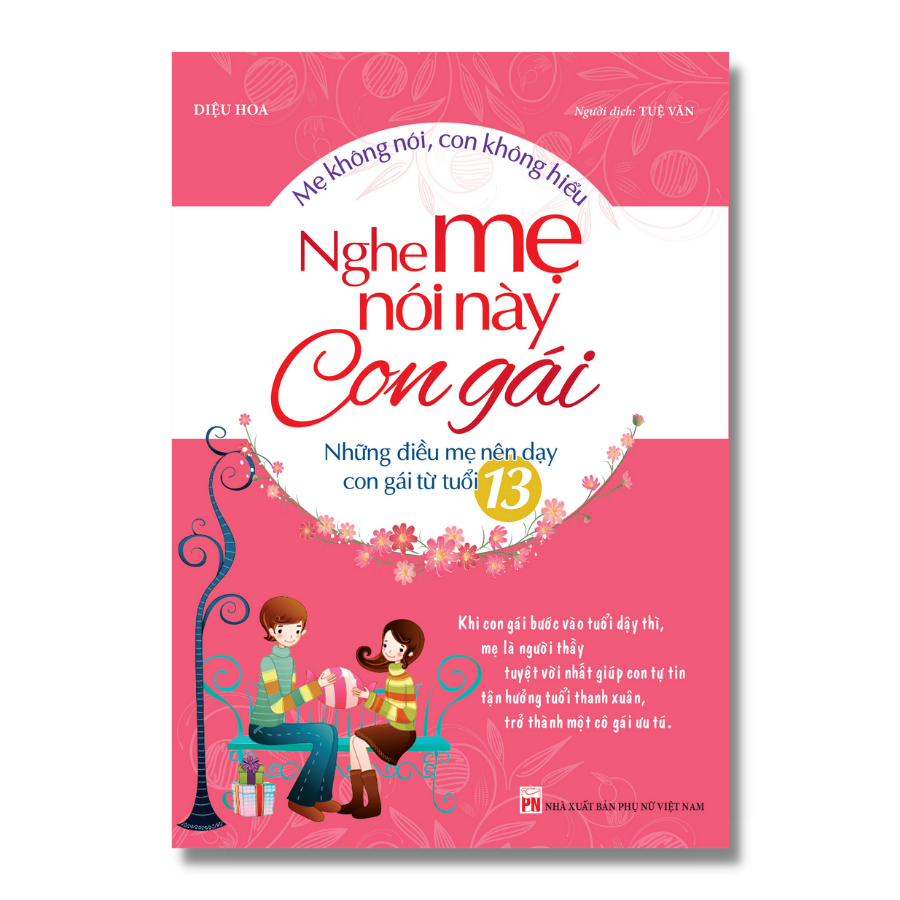 DIỆU HOA
Người dịch: TUỆ VĂN
Mẹ không nói, con không hiểu
Nghe mẹ
nói này
Con gái
Những điều mẹ nên dạy
con gái từ tuổi 13
Khi con gái bước vào tuổi dậy thì,
mẹ là người thầy
tuyệt vời nhất giúp con tự tin
tận hưởng tuổi thanh xuân,
trở thành một cô gái ưu tú.
PN NHÀ XUẤT BẢN PHỤ NỮ VIỆT NAM